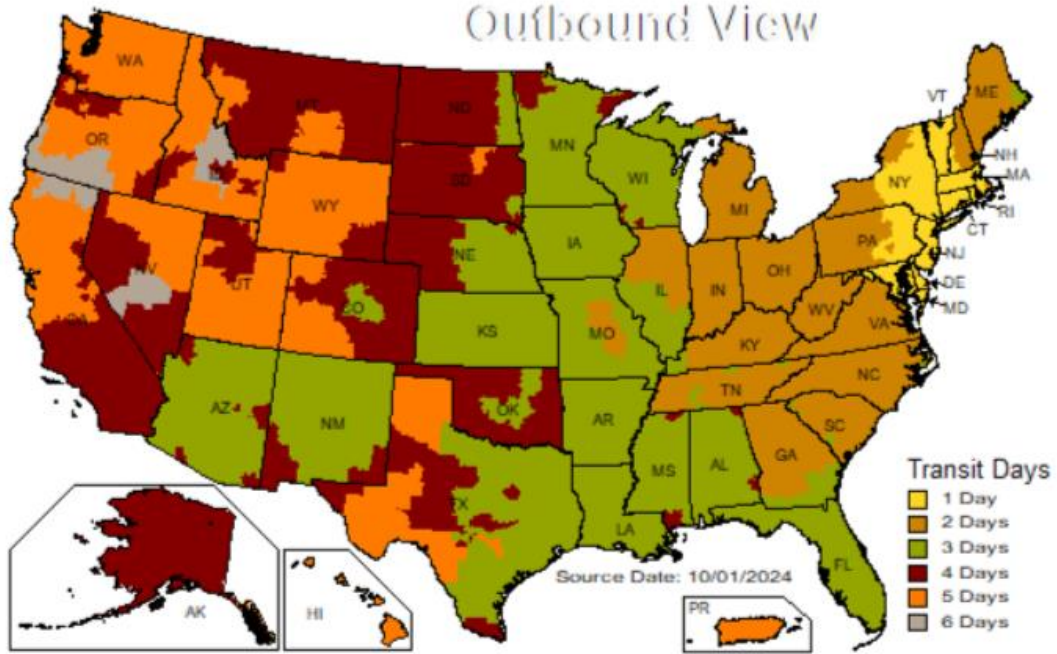 Outbound View
WA
MT
ND
OR
ID
SD
MN
WI
MI
VT
ME
NH
MA
NY
RI
CT
WY
NE
IA
PA
NJ
DE
MD
NV
UT
CO
KS
MO
IL
IN
OH
WV
VA
KY
CA
AZ
NM
OK
AR
TN
NC
SC
MS
AL
GA
TX
LA
FL
AK
HI
PR
Transit Days
1 Day
2 Days
3 Days
4 Days
5 Days
6 Days
Source Date: 10/01/2024